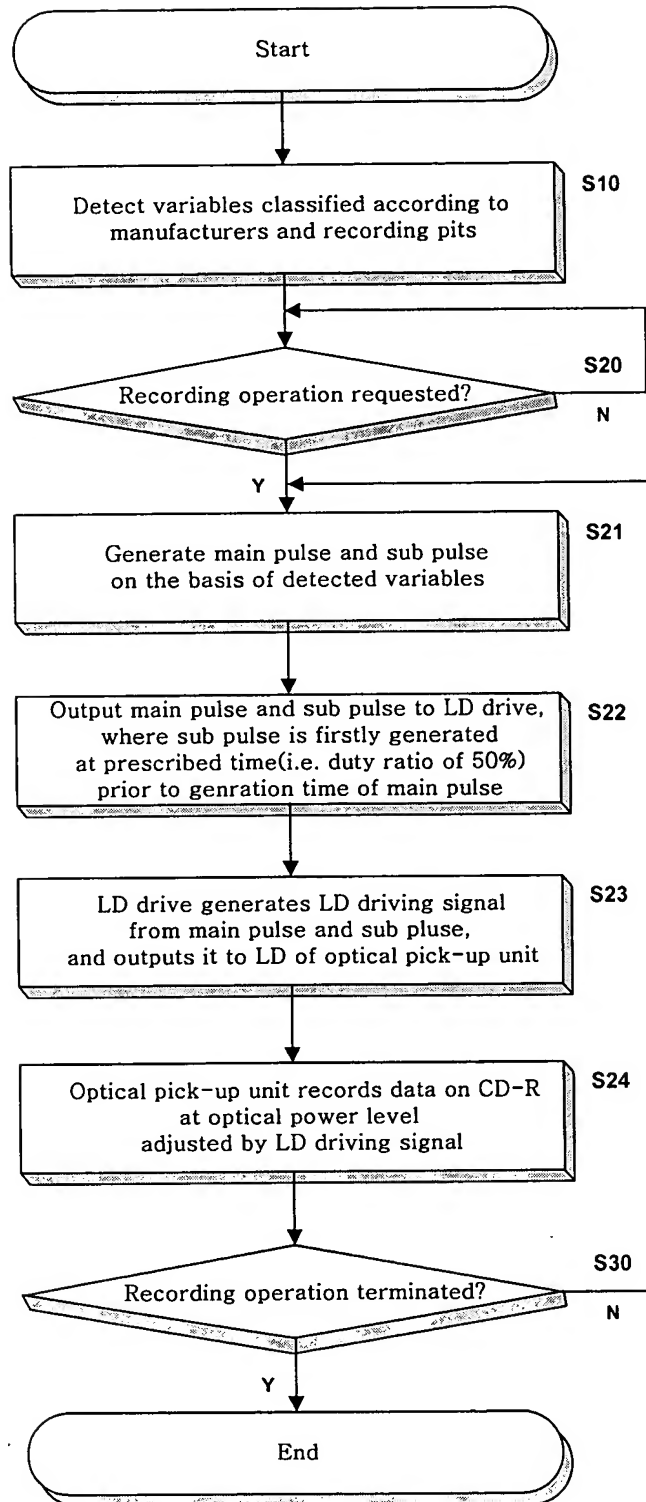 Start
S10
Detect variables classified according to
manufacturers and recording pits
S20
Recording operation requested?
N
Y
S21
Generate main pulse and sub pulse
on the basis of detected variables
S22
Output main pulse and sub pulse to LD drive,
where sub pulse is firstly generated
at prescribed time(i.e. duty ratio of 50%)
prior to genration time of main pulse
S23
LD drive generates LD driving signal
from main pulse and sub pluse,
and outputs it to LD of optical pick-up unit
S24
Optical pick-up unit records data on CD-R
at optical power level
adjusted by LD driving signal
S30
Recording operation terminated?
N
Y
End